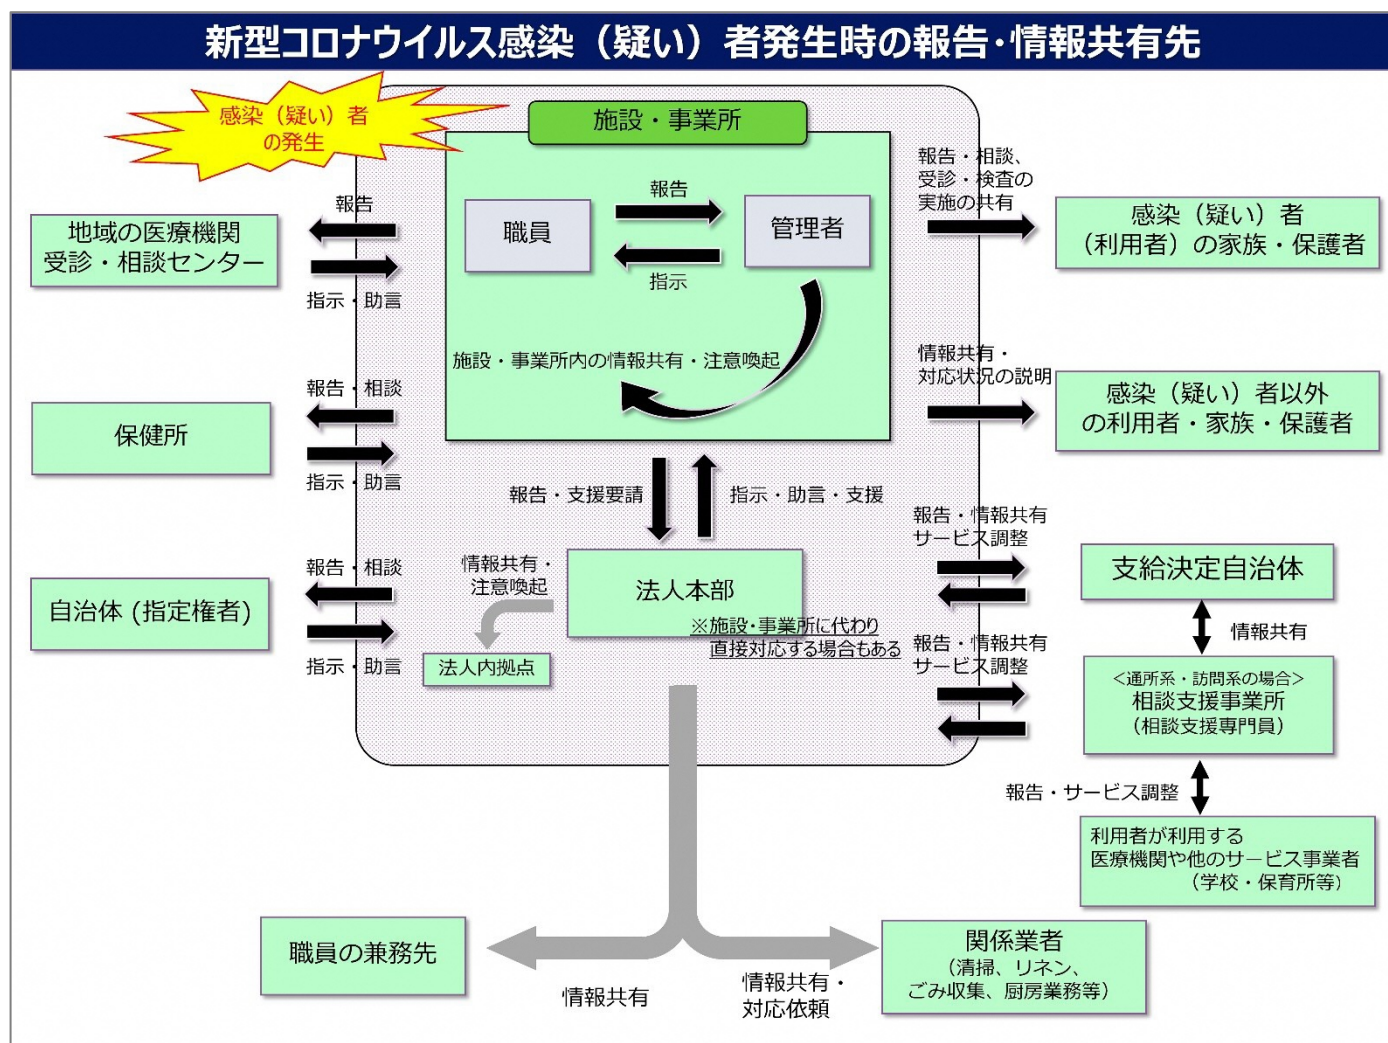 新型コロナウイルス感染（疑い）者発生時の報告･情報共有先
感染（疑い）者
の発生
施設・事業所
職員
報告
管理者
指示
施設・事業所内の情報共有・注意喚起
報告
地域の医療機関
受診・相談センター
指示・助言
報告・相談
保健所
指示・助言
報告・相談
自治体 (指定権者)
指示・助言
報告・相談、
受診・検査の
実施の共有
感染（疑い）者
（利用者）の家族・保護者
情報共有・
対応状況の説明
感染（疑い）者以外
の利用者・家族・保護者
報告・支援要請
指示・助言・支援
情報共有・
注意喚起
法人本部
※施設･事業所に代わり
直接対応する場合もある
法人内拠点
報告・情報共有
サービス調整
支給決定自治体
情報共有
報告・情報共有
サービス調整
＜通所系・訪問系の場合＞
相談支援事業所
（相談支援専門員）
報告・サービス調整
利用者が利用する
医療機関や他のサービス事業者
（学校・保育所等）
職員の兼務先
情報共有
情報共有・
対応依頼
関係業者
（清掃、リネン、
ごみ収集、厨房業務等）